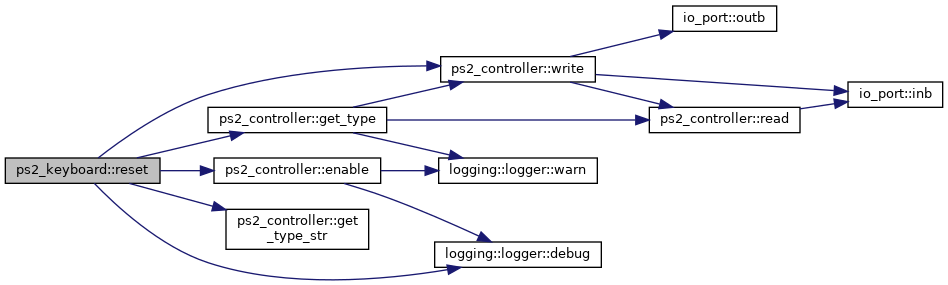 io_port::outb
ps2_controller::write
io_port::inb
ps2_controller::get_type
ps2_controller::read
ps2_keyboard::reset
ps2_controller::enable
logging::logger::warn
ps2_controller::get
_type_str
logging::logger::debug